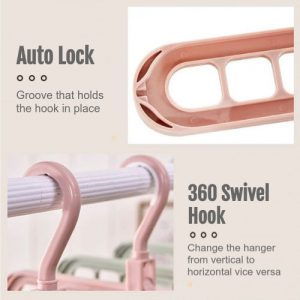 Auto Lock
Groove that holds
the hook in place
360 Swivel
Hook
Change the hanger
from vertical to
horizontal vice versa